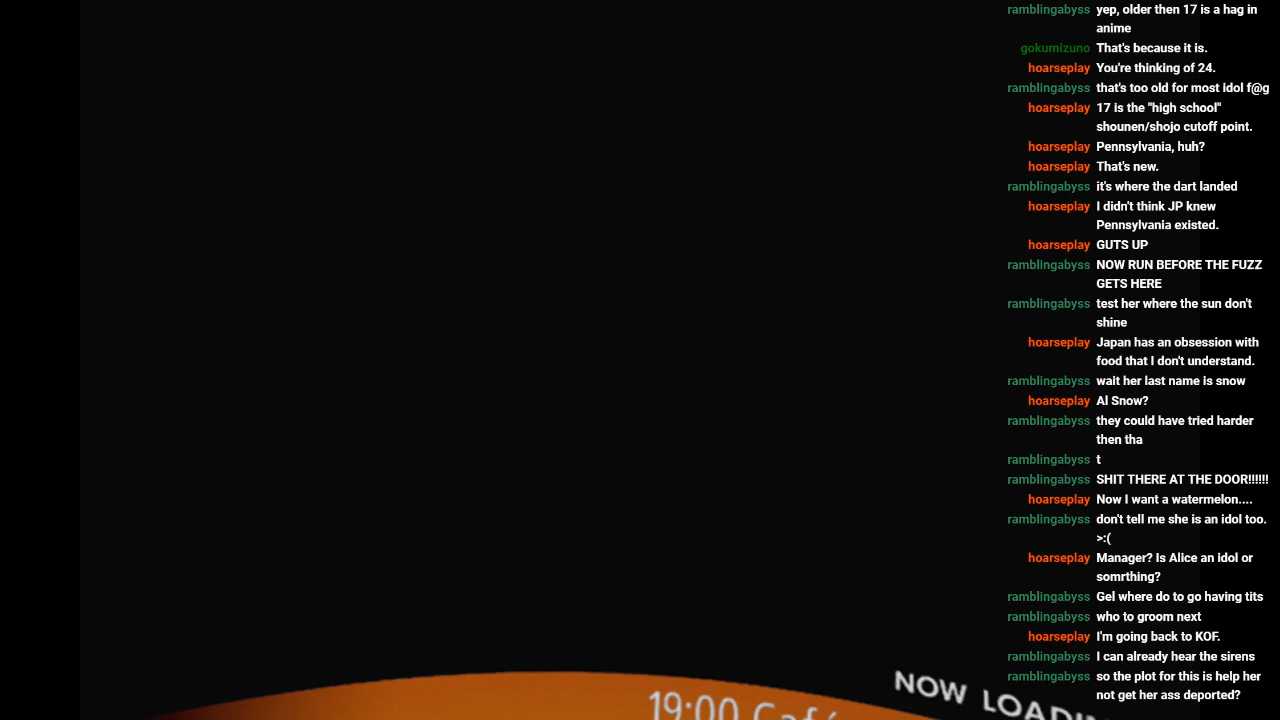 ramblingabyss yep, older then 17 is a hag in
anime
gokumizuno That's because it is.
hoarseplay You're thinking of 24.
ramblingabyss that's too old for most idol f@g
hoarseplay 17 is the "high school"
shounen/shojo cutoff point.
hoarseplay Pennsylvania, huh?
hoarseplay That's new.
ramblingabyss it's where the dart landed
hoarseplay I didn't think JP knew
Pennsylvania existed.
hoarseplay GUTS UP
ramblingabyss NOW RUN BEFORE THE FUZZ
GETS HERE
ramblingabyss test her where the sun don't
shine
hoarseplay Japan has an obsession with
food that I don't understand.
ramblingabyss wait her last name is snow
hoarseplay Al Snow?
ramblingabyss they could have tried harder
then tha
ramblingabyss t
ramblingabyss SHIT THERE AT THE DOOR!!!!!!
hoarseplay Now I want a watermelon....
ramblingabyss don't tell me she is an idol too.
>:(
hoarseplay Manager? Is Alice an idol or
somrthing?
ramblingabyss Gel where do to go having tits
ramblingabyss who to groom next
hoarseplay I'm going back to KOF.
ramblingabyss I can already hear the sirens
ramblingabyss so the plot for this is help her
not get her ass deported?
NOW LOADIN
19:00 Café